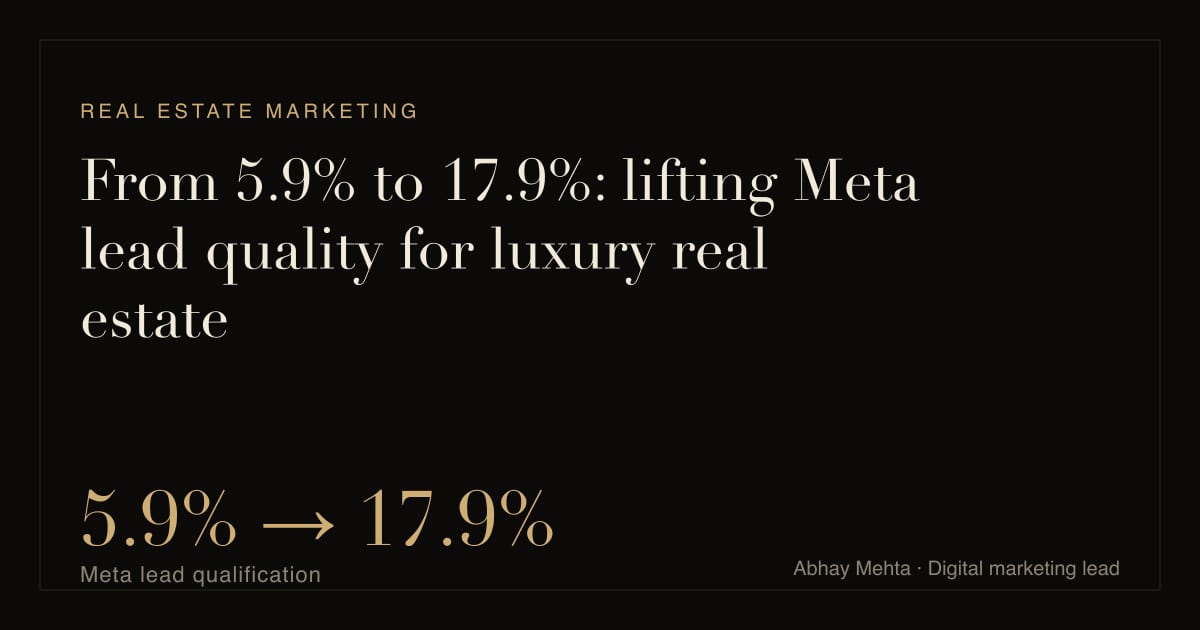 REAL ESTATE MARKETING
From 5.9% to 17.9%: lifting Meta
lead quality for luxury real
estate
5.9% → 17.9%
Meta lead qualification
Abhay Mehta · Digital marketing lead